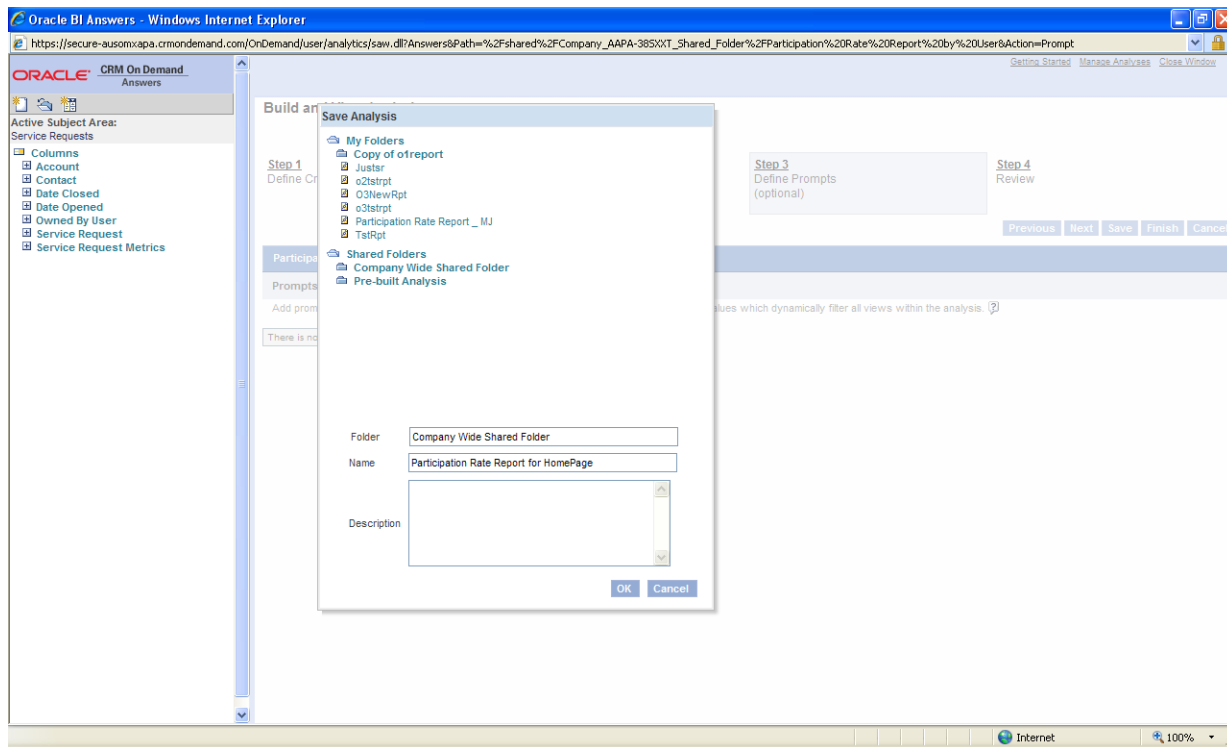 Oracle BI Answers - Windows Internet Explorer
https://secure-ausomxapa.crmondemand.com/OnDemand/user/analytics/saw.dll?Answers&Path=%2Fshared%2FCompany_AAPA-38SXXT_Shared_Folder%2FParticipation%20Rate%20Report%20by%20User&Action=Prompt
ORACLE CRM On Demand
Answers
Getting Started Manage Analyses Close Window
Active Subject Area:
Service Requests
Columns
Account
Contact
Date Closed
Date Opened
Owned By User
Service Request
Service Request Metrics
Build an
Step 1
Define Cr
Step 3
Define Prompts
(optional)
Step 4
Review
Previous Next Save Finish Cancel
Participa
Prompts
Add prom
alues which dynamically filter all views within the analysis.
There is no
Save Analysis
My Folders
Copy of o1report
Justsr
o2tstrpt
O3NewRpt
o3tstrpt
Participation Rate Report _ MJ
TstRpt
Shared Folders
Company Wide Shared Folder
Pre-built Analysis
Folder Company Wide Shared Folder
Name Participation Rate Report for HomePage
Description
OK Cancel
Internet 100%